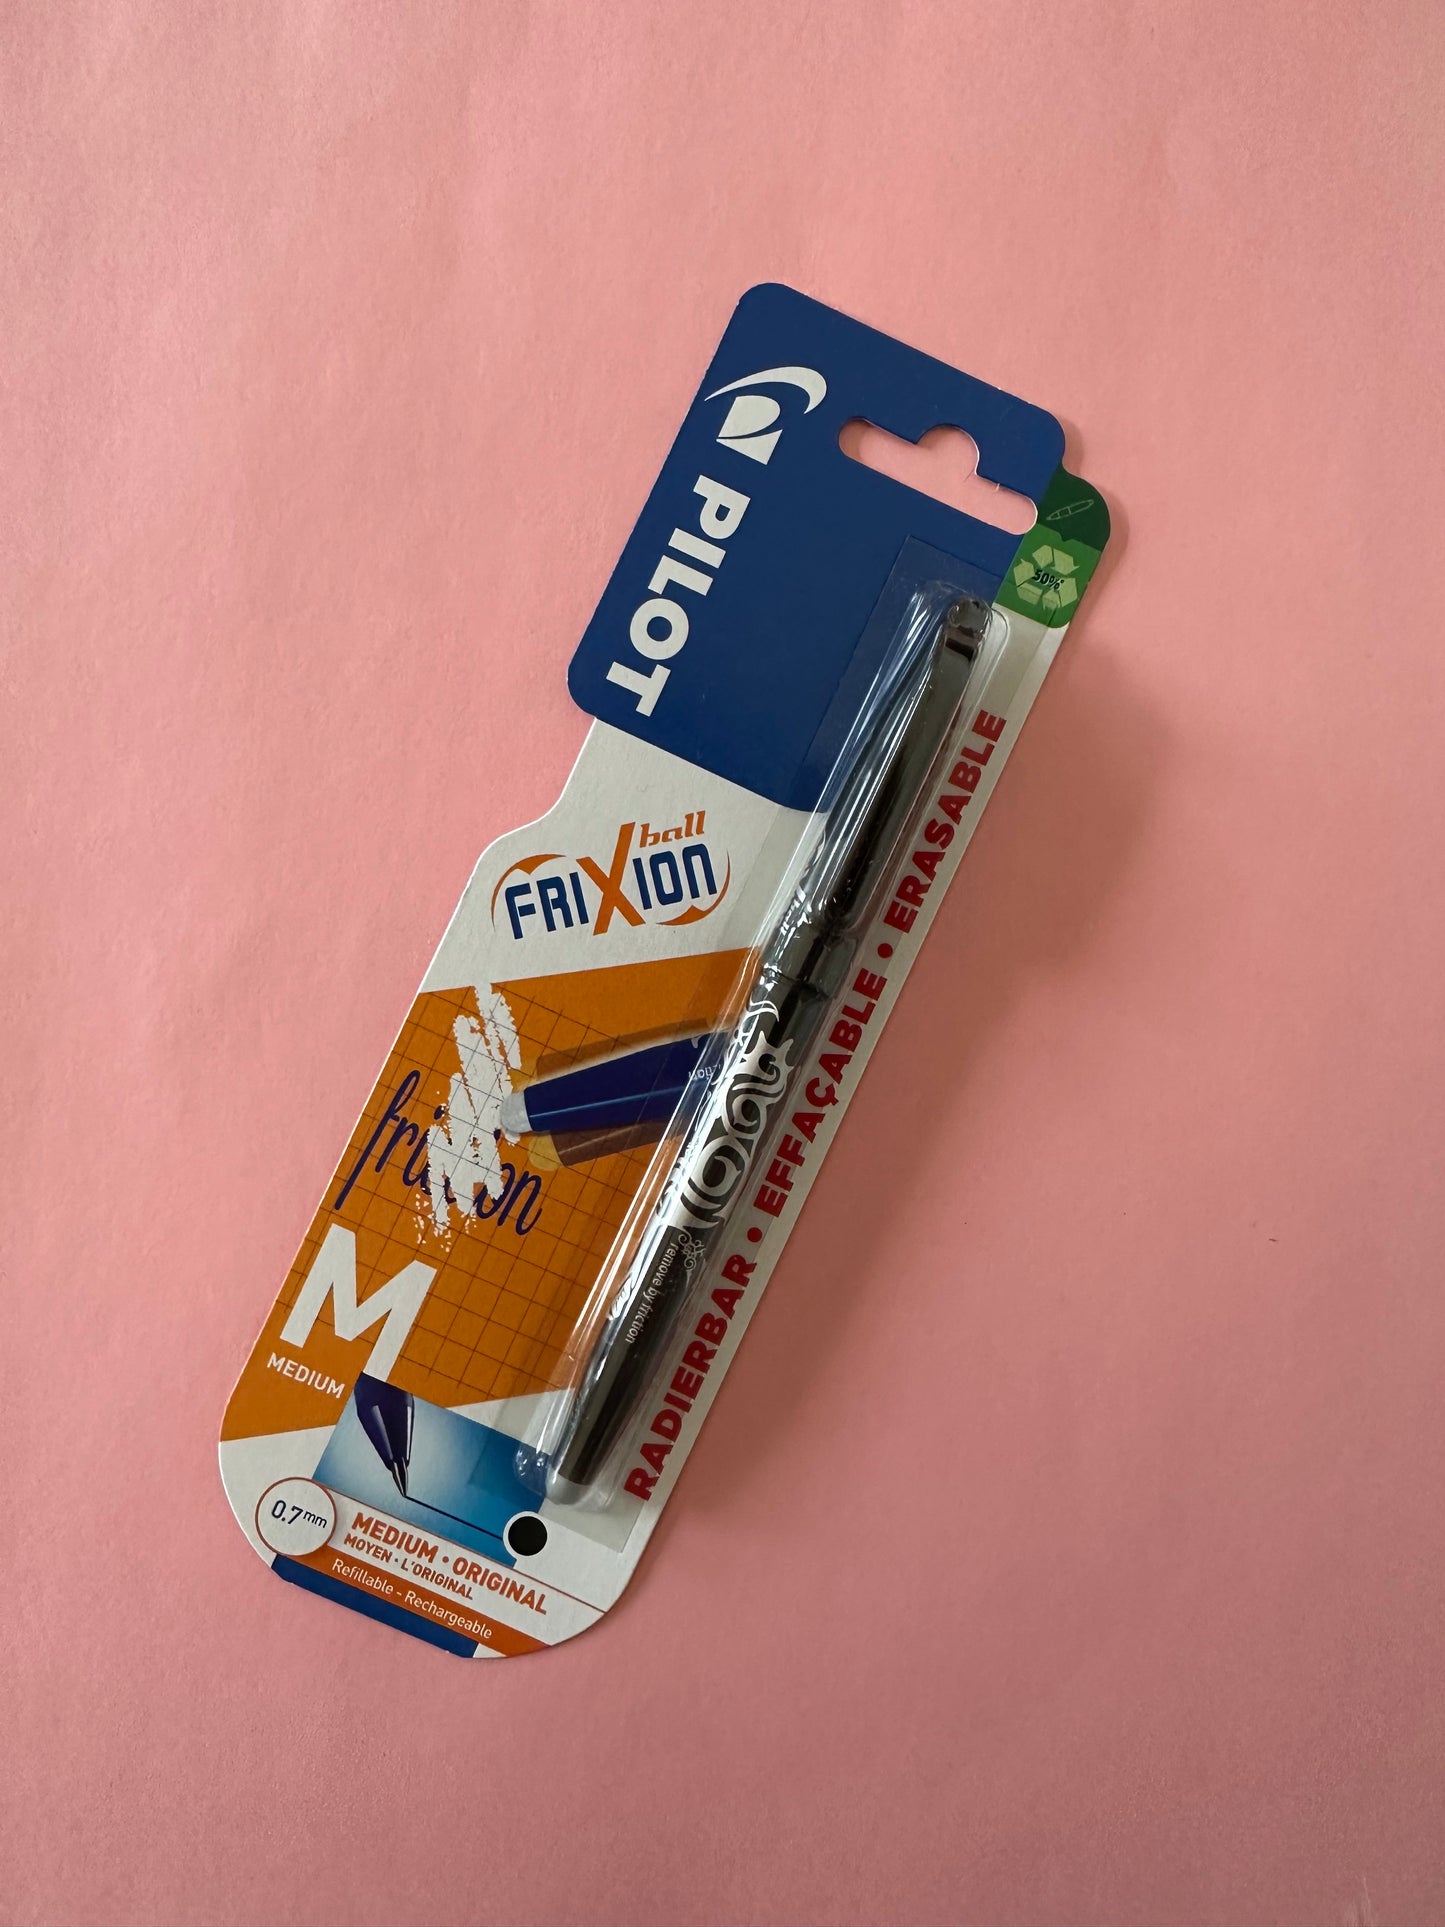 PILOT
50%
ball
FRIXION
frixion
M
MEDIUM
remove by friction
RADIERBAR • EFFAÇABLE • ERASABLE
0.7mm
MEDIUM • ORIGINAL
MOYEN • L'ORIGINAL
Refillable - Rechargeable